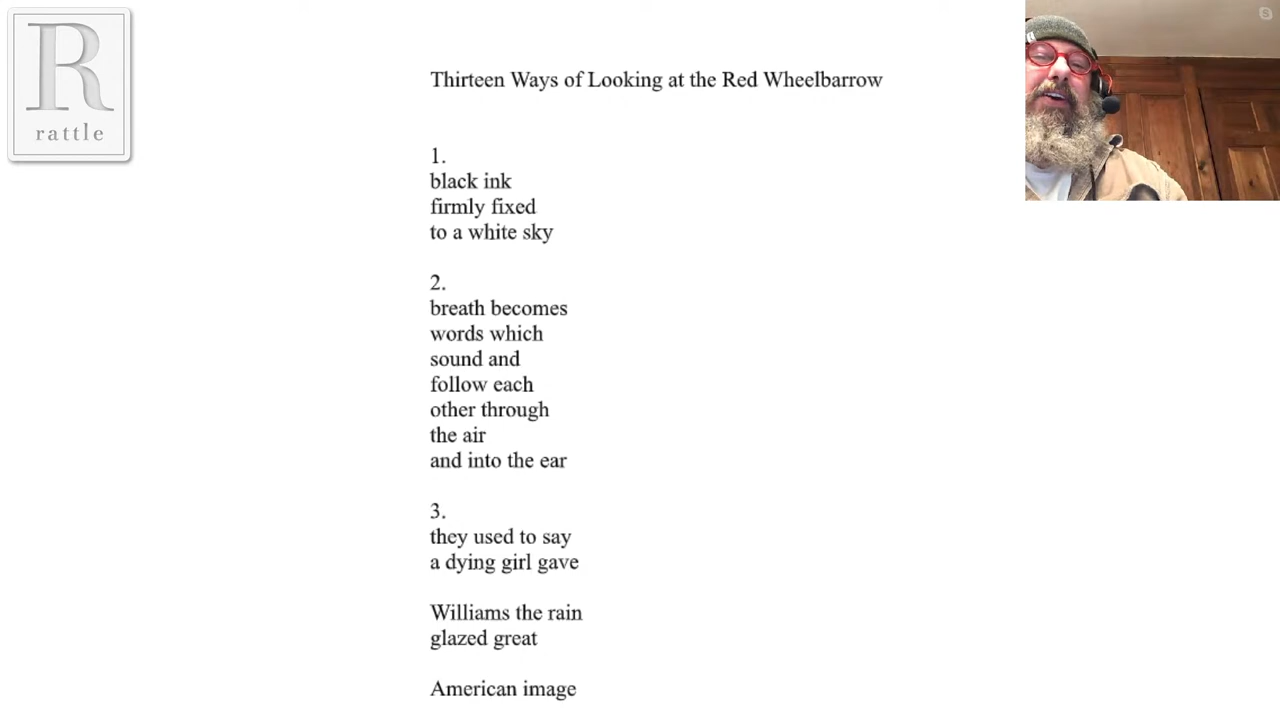 R
rattle
Thirteen Ways of Looking at the Red Wheelbarrow
1.
black ink
firmly fixed
to a white sky
2.
breath becomes
words which
sound and
follow each
other through
the air
and into the ear
3.
they used to say
a dying girl gave
Williams the rain
glazed great
American image